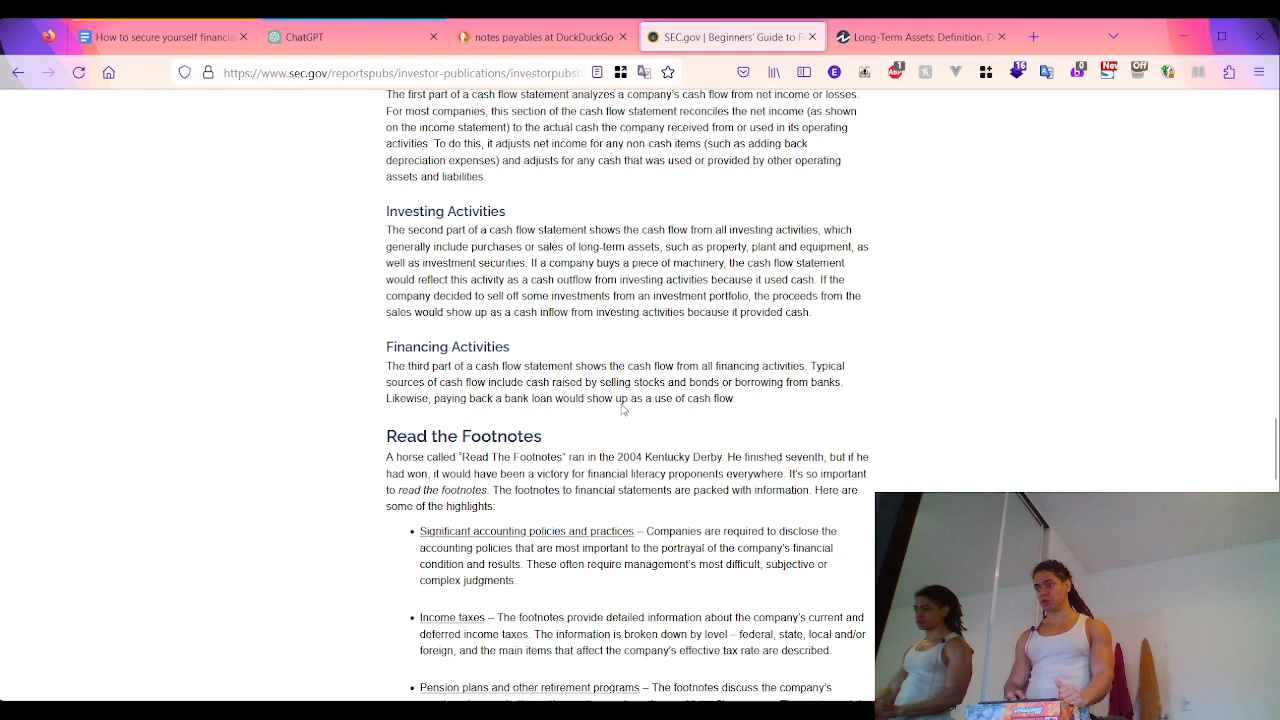 How to secure yourself financia
ChatGPT
notes payables at DuckDuckGo
SEC.gov | Beginners' Guide to F
Long-Term Assets: Definition, D
https://www.sec.gov/reportspubs/investor-publications/investorpubsb
E
1
16
0
New
Off
The first part of a cash flow statement analyzes a company's cash flow from net income or losses.
For most companies, this section of the cash flow statement reconciles the net income (as shown
on the income statement) to the actual cash the company received from or used in its operating
activities. To do this, it adjusts net income for any non-cash items (such as adding back
depreciation expenses) and adjusts for any cash that was used or provided by other operating
assets and liabilities.
Investing Activities
The second part of a cash flow statement shows the cash flow from all investing activities, which
generally include purchases or sales of long-term assets, such as property, plant and equipment, as
well as investment securities. If a company buys a piece of machinery, the cash flow statement
would reflect this activity as a cash outflow from investing activities because it used cash. If the
company decided to sell off some investments from an investment portfolio, the proceeds from the
sales would show up as a cash inflow from investing activities because it provided cash.
Financing Activities
The third part of a cash flow statement shows the cash flow from all financing activities. Typical
sources of cash flow include cash raised by selling stocks and bonds or borrowing from banks.
Likewise, paying back a bank loan would show up as a use of cash flow.
Read the Footnotes
A horse called “Read The Footnotes” ran in the 2004 Kentucky Derby. He finished seventh, but if he
had won, it would have been a victory for financial literacy proponents everywhere. It's so important
to read the footnotes. The footnotes to financial statements are packed with information. Here are
some of the highlights:
• Significant accounting policies and practices – Companies are required to disclose the
accounting policies that are most important to the portrayal of the company's financial
condition and results. These often require management's most difficult, subjective or
complex judgments.
• Income taxes – The footnotes provide detailed information about the company's current and
deferred income taxes. The information is broken down by level – federal, state, local and/or
foreign, and the main items that affect the company's effective tax rate are described.
• Pension plans and other retirement programs – The footnotes discuss the company's